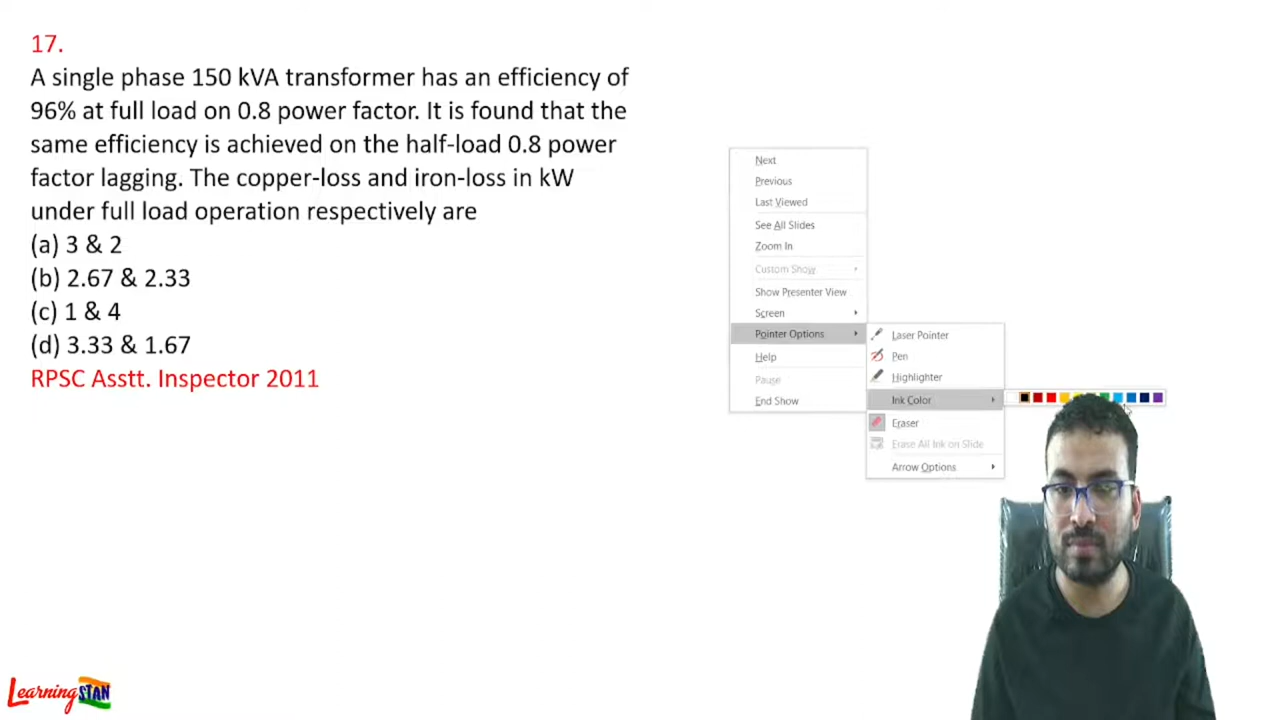 17.
A single phase 150 kVA transformer has an efficiency of
96% at full load on 0.8 power factor. It is found that the
same efficiency is achieved on the half-load 0.8 power
factor lagging. The copper-loss and iron-loss in kW
under full load operation respectively are
(a) 3 & 2
(b) 2.67 & 2.33
(c) 1 & 4
(d) 3.33 & 1.67
RPSC Asstt. Inspector 2011
Next
Previous
Last Viewed
See All Slides
Zoom In
Custom Show
Show Presenter View
Screen
Pointer Options
Help
Pause
End Show
Laser Pointer
Pen
Highlighter
Ink Color
Eraser
Erase All Ink on Slide
Arrow Options
Learning STAN